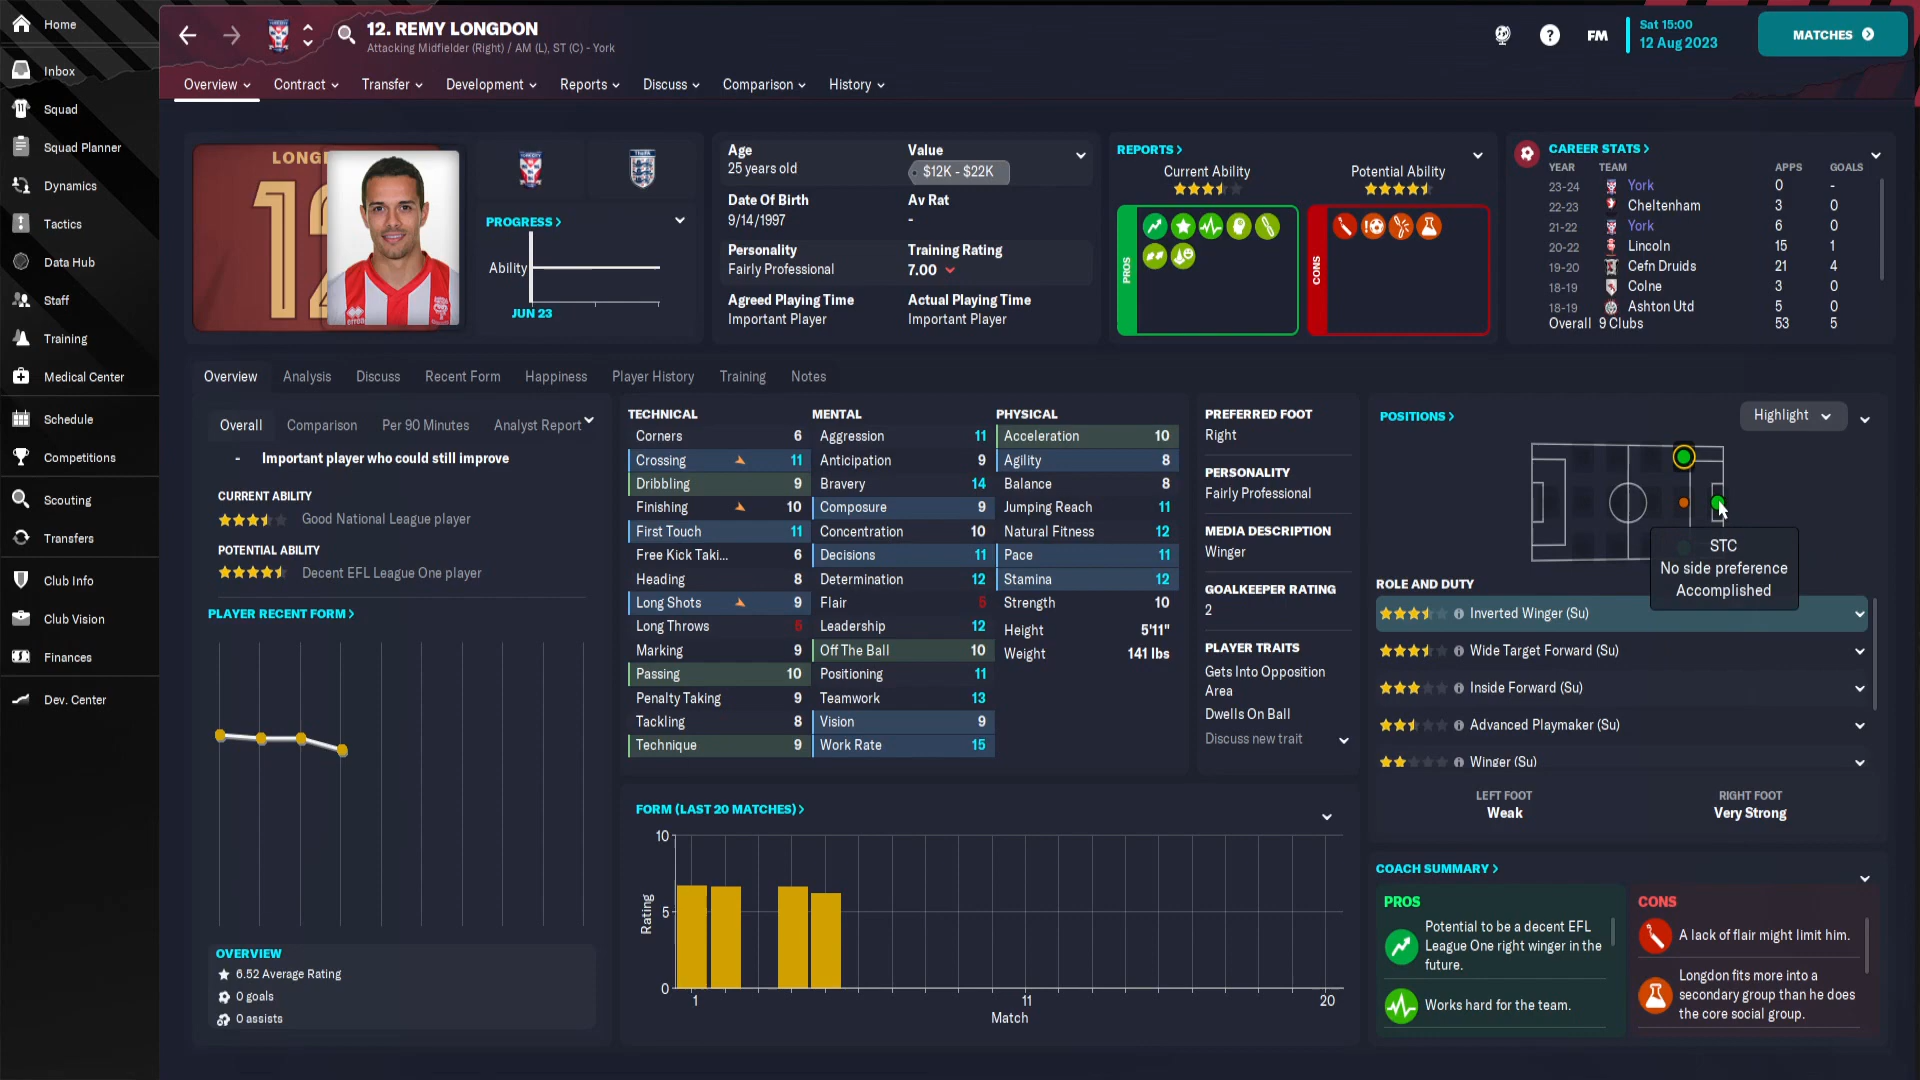 Home
Inbox
Squad
Squad Planner
Dynamics
Tactics
Data Hub
Staff
Training
Medical Center
Schedule
Competitions
Scouting
Transfers
Club Info
Club Vision
Finances
Dev. Center
12. REMY LONGDON
Attacking Midfielder (Right) / AM (L), ST (C) - York
FM
Sat 15:00
12 Aug 2023
MATCHES
Overview
Contract
Transfer
Development
Reports
Discuss
Comparison
History
LONG
12
PROGRESS >
Ability
JUN 23
Age
25 years old
Value
$12K - $22K
Date Of Birth
9/14/1997
Av Rat
-
Personality
Fairly Professional
Training Rating
7.00
Agreed Playing Time
Important Player
Actual Playing Time
Important Player
REPORTS >
Current Ability
Potential Ability
PROS
CONS
CAREER STATS >
YEAR TEAM APPS GOALS
23-24 York 0 -
22-23 Cheltenham 3 0
21-22 York 6 0
20-22 Lincoln 15 1
19-20 Cefn Druids 21 4
18-19 Colne 3 0
18-19 Ashton Utd 5 0
Overall 9 Clubs 53 5
Overview
Analysis
Discuss
Recent Form
Happiness
Player History
Training
Notes
Overall
Comparison
Per 90 Minutes
Analyst Report
- Important player who could still improve
CURRENT ABILITY
Good National League player
POTENTIAL ABILITY
Decent EFL League One player
PLAYER RECENT FORM >
OVERVIEW
6.52 Average Rating
0 goals
0 assists
TECHNICAL
Corners 6
Crossing 11
Dribbling 9
Finishing 10
First Touch 11
Free Kick Taki... 6
Heading 8
Long Shots 9
Long Throws 5
Marking 9
Passing 10
Penalty Taking 9
Tackling 8
Technique 9
MENTAL
Aggression 11
Anticipation 9
Bravery 14
Composure 9
Concentration 10
Decisions 11
Determination 12
Flair 5
Leadership 12
Off The Ball 10
Positioning 11
Teamwork 13
Vision 9
Work Rate 15
PHYSICAL
Acceleration 10
Agility 8
Balance 8
Jumping Reach 11
Natural Fitness 12
Pace 11
Stamina 12
Strength 10
Height 5'11"
Weight 141 lbs
PREFERRED FOOT
Right
PERSONALITY
Fairly Professional
MEDIA DESCRIPTION
Winger
GOALKEEPER RATING
2
PLAYER TRAITS
Gets Into Opposition
Area
Dwells On Ball
Discuss new trait
POSITIONS >
Highlight
STC
No side preference
Accomplished
ROLE AND DUTY
Inverted Winger (Su)
Wide Target Forward (Su)
Inside Forward (Su)
Advanced Playmaker (Su)
Winger (Su)
LEFT FOOT
Weak
RIGHT FOOT
Very Strong
FORM (LAST 20 MATCHES) >
Rating
10
5
0
1
11
20
Match
COACH SUMMARY >
PROS
Potential to be a decent EFL
League One right winger in the
future.
Works hard for the team.
CONS
A lack of flair might limit him.
Longdon fits more into a
secondary group than he does
the core social group.